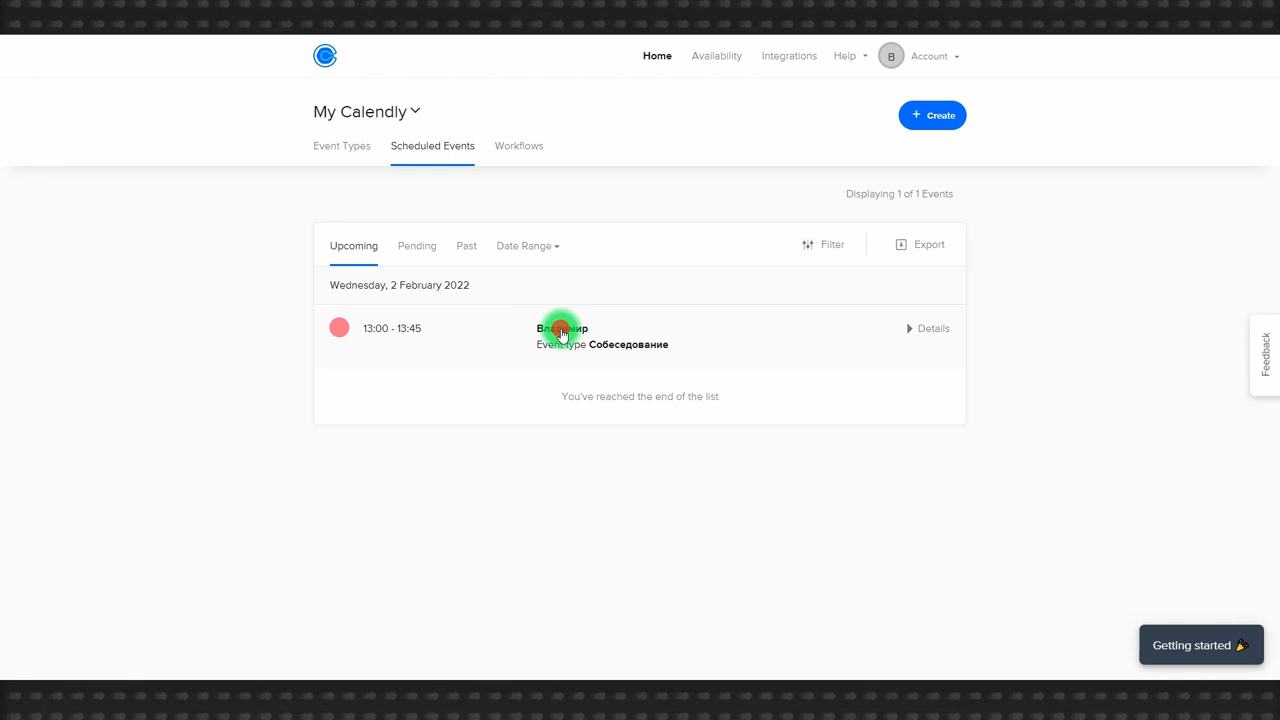 Home Availability Integrations Help B Account
My Calendly
+ Create
Event Types Scheduled Events Workflows
Displaying 1 of 1 Events
Upcoming Pending Past Date Range Filter Export
Wednesday, 2 February 2022
13:00 - 13:45
Владимир
Details
Event type Собеседование
You've reached the end of the list
Feedback
Getting started